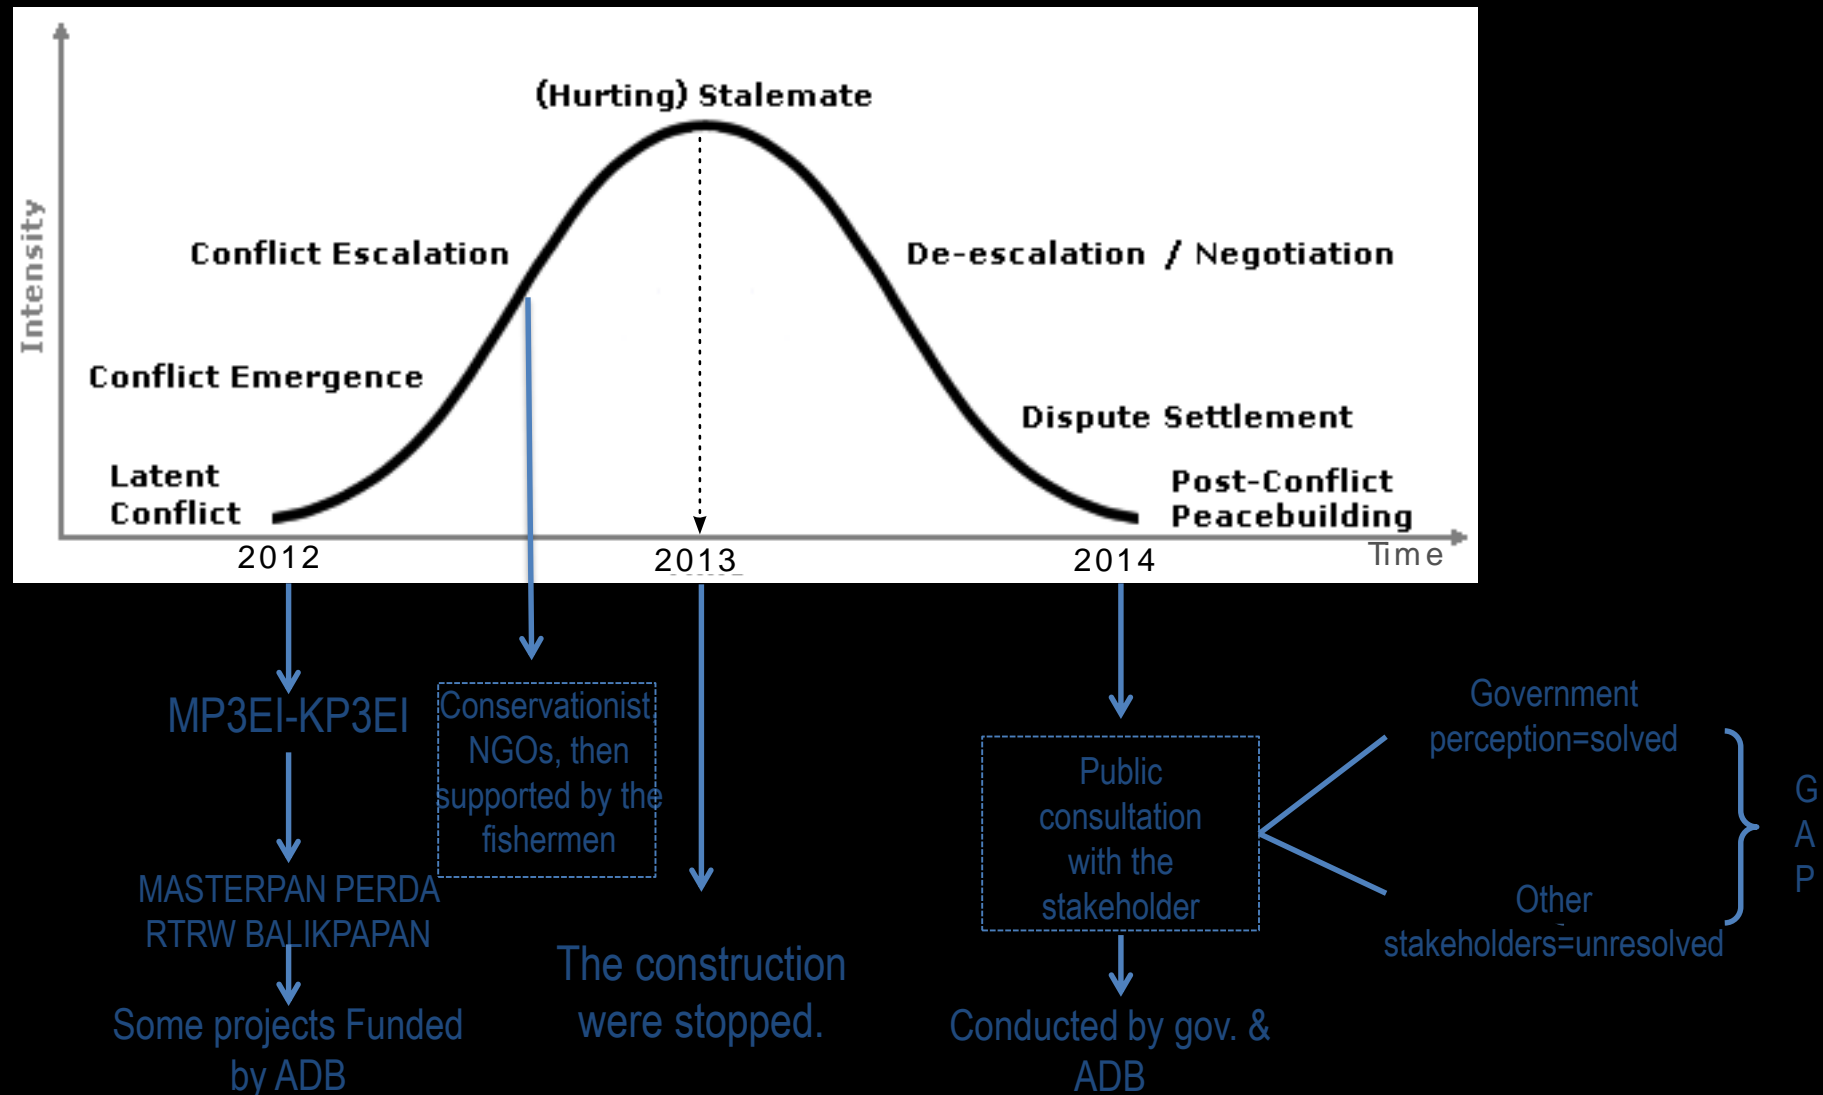 (Hurting) Stalemate
Intensity
Conflict Escalation
De-escalation / Negotiation
Conflict Emergence
Dispute Settlement
Latent
Conflict
Post-Conflict
Peacebuilding
2012
2013
2014
Time
MP3EI-KP3EI
MASTERPAN PERDA
RTRW BALIKPAPAN
Some projects Funded
by ADB
Conservationist,
NGOs, then
supported by the
fishermen
The construction
were stopped.
Public
consultation
with the
stakeholder
Conducted by gov. &
ADB
Government
perception=solved
Other
stakeholders=unresolved
G
A
P